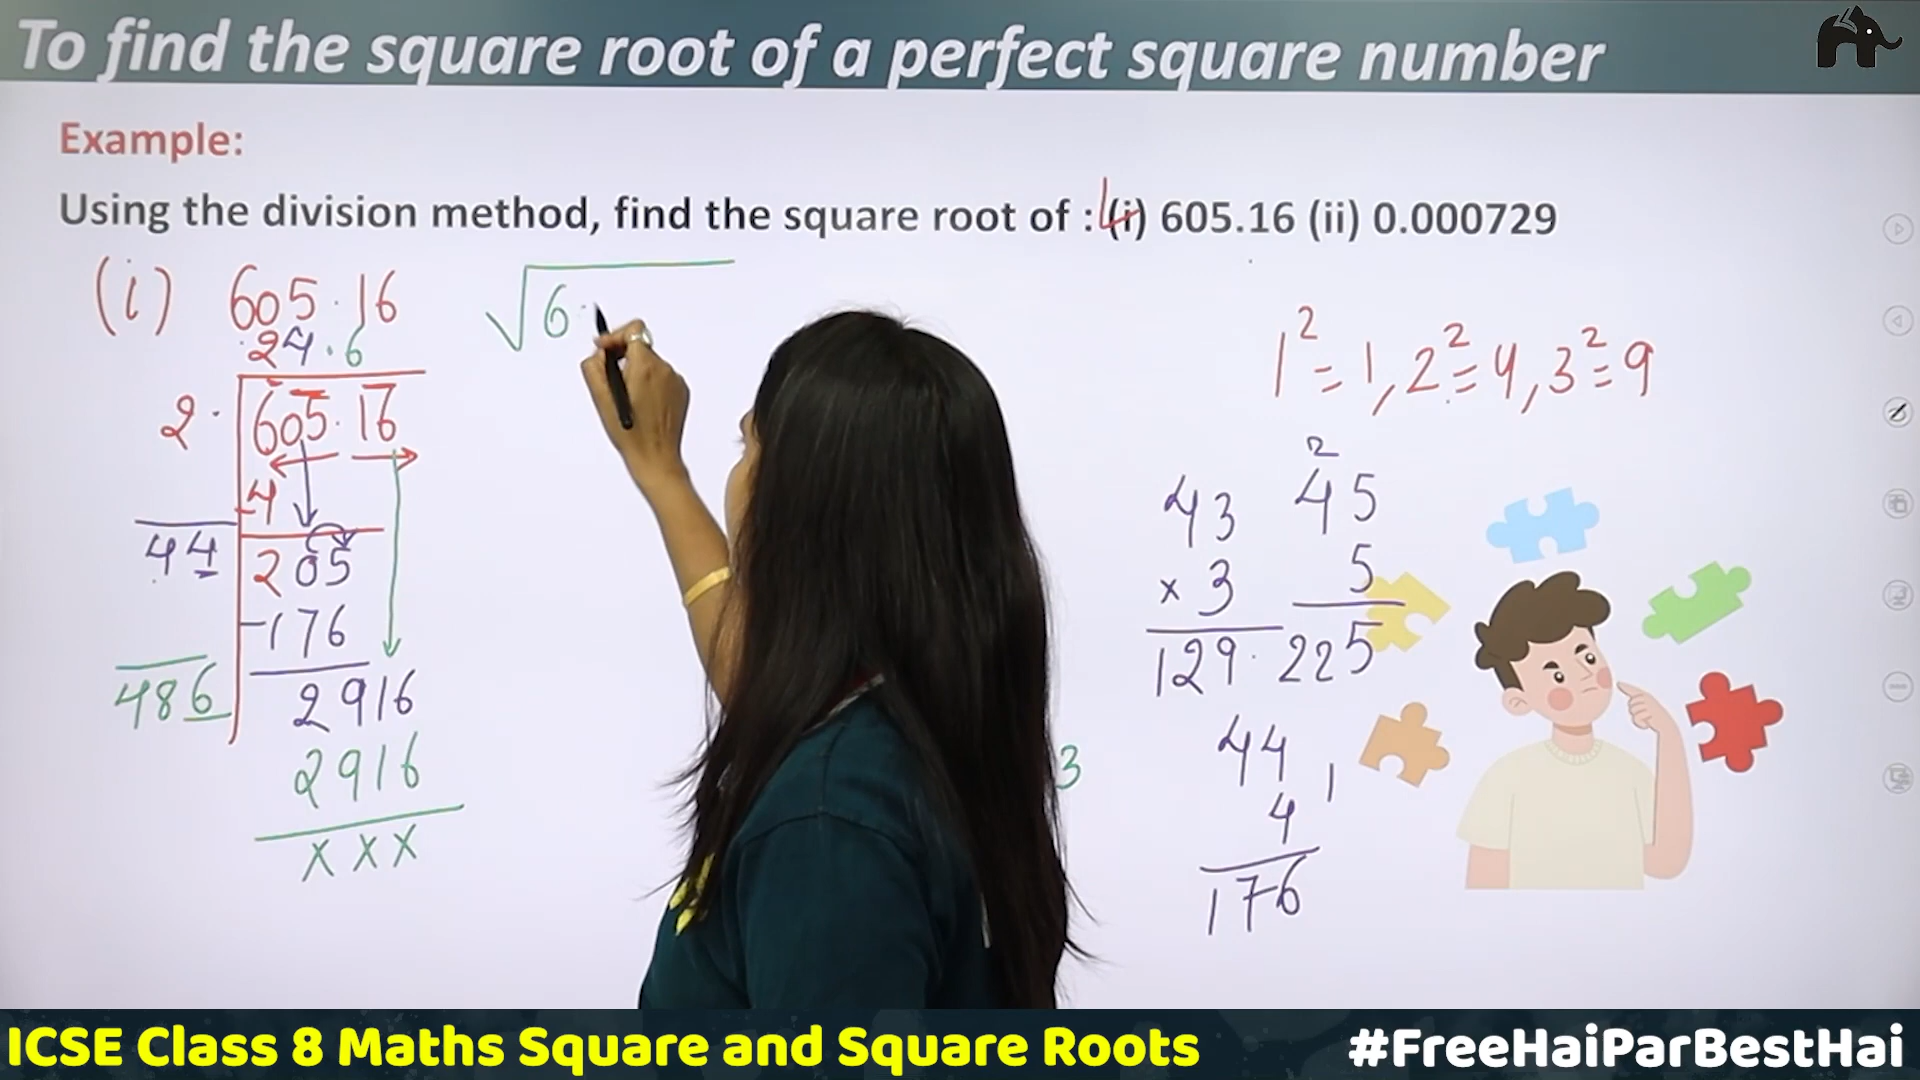 To find the square root of a perfect square number
Example:
Using the division method, find the square root of : (i) 605.16 (ii) 0.000729
(i) 605.16
24.6
2 605.16
4
44 205
-176
486 2916
2916
x x x
√6
1² = 1, 2² = 4, 3² = 9
43
× 3
129
2
45
5
225
3
44
4
176
1
ICSE Class 8 Maths Square and Square Roots
#FreeHaiParBestHai